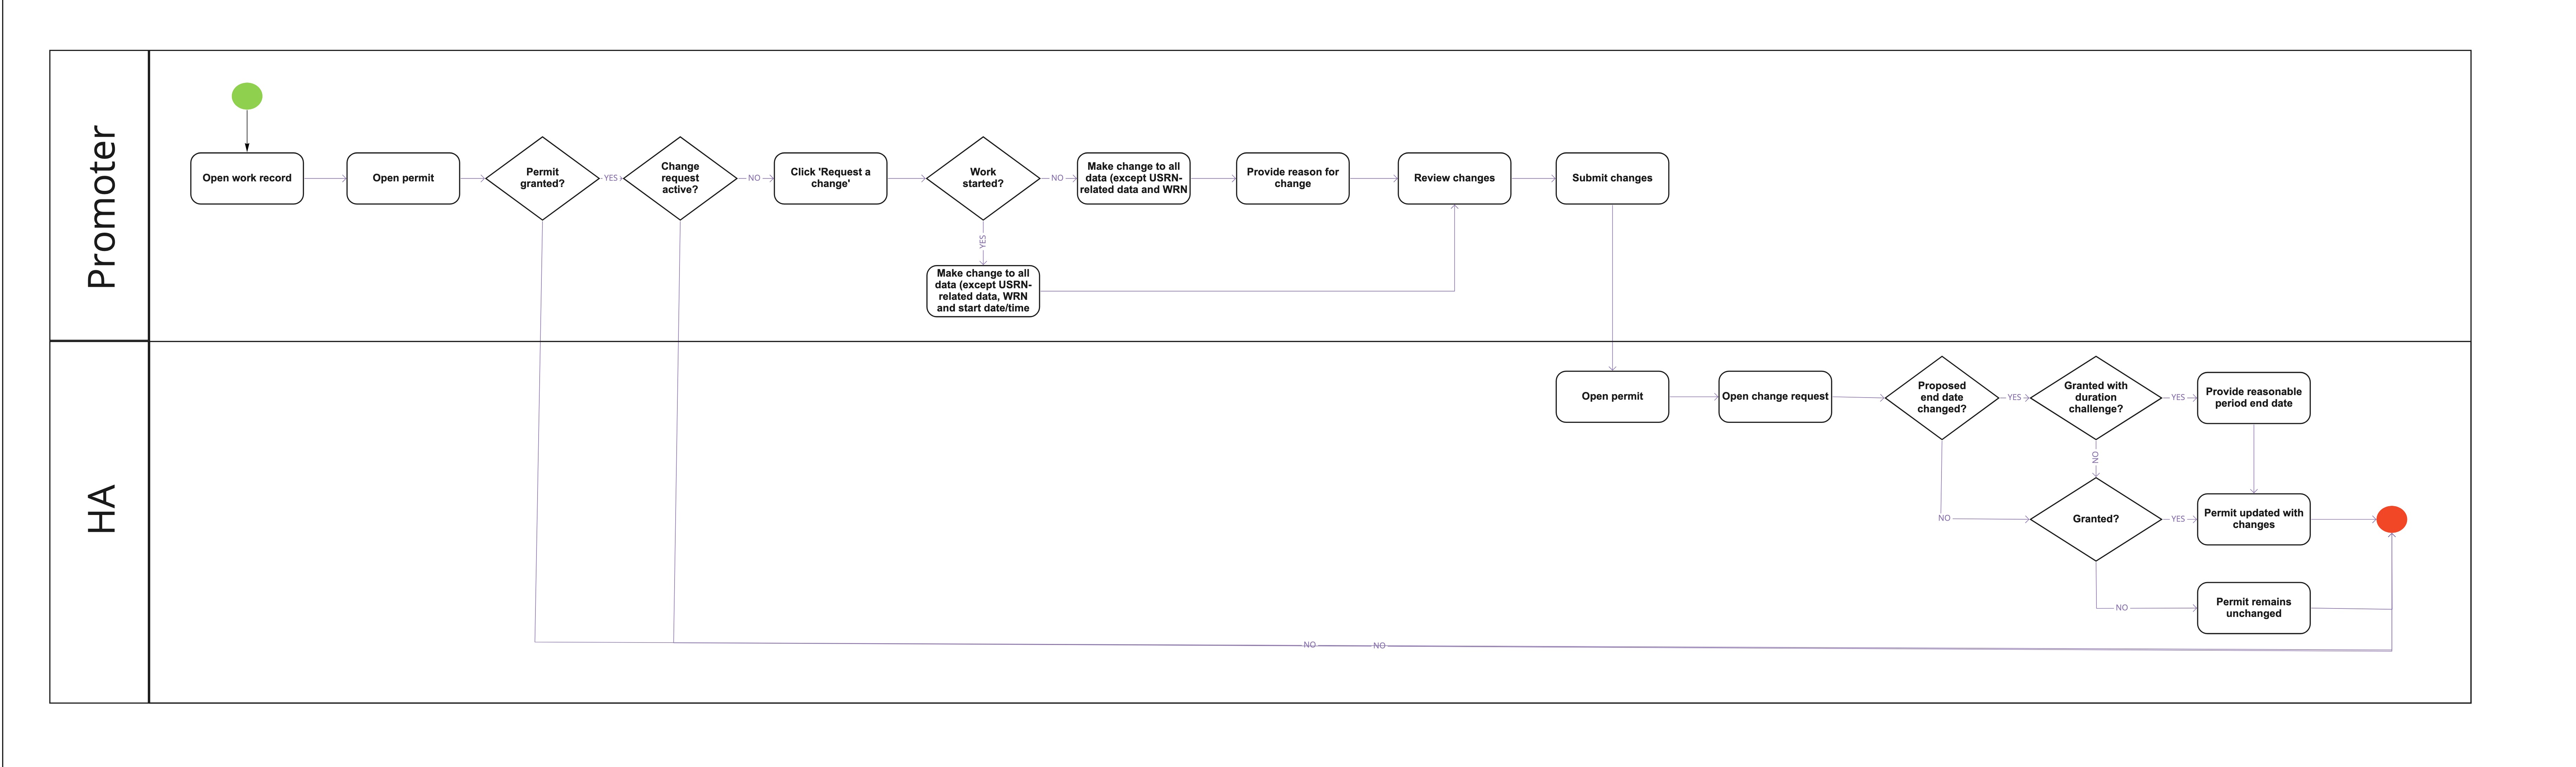 Promoter
Open work record
Open permit
Permit
granted?
YES
Change
request
active?
NO
Click 'Request a
change'
Work
started?
NO
Make change to all
data (except USRN-
related data and WRN
Provide reason for
change
Review changes
Submit changes
YES
Make change to all
data (except USRN-
related data, WRN
and start date/time
HA
Open permit
Open change request
Proposed
end date
changed?
YES
Granted with
duration
challenge?
YES
Provide reasonable
period end date
NO
NO
Granted?
YES
Permit updated with
changes
NO
Permit remains
unchanged
NO
NO